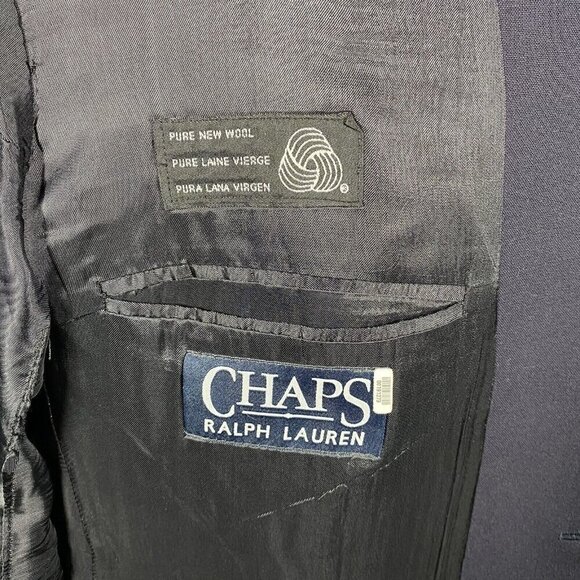 PURE NEW WOOL
PURE LAINE VIERGE
PURA LANA VIRGEN
CHAPS
RALPH LAUREN